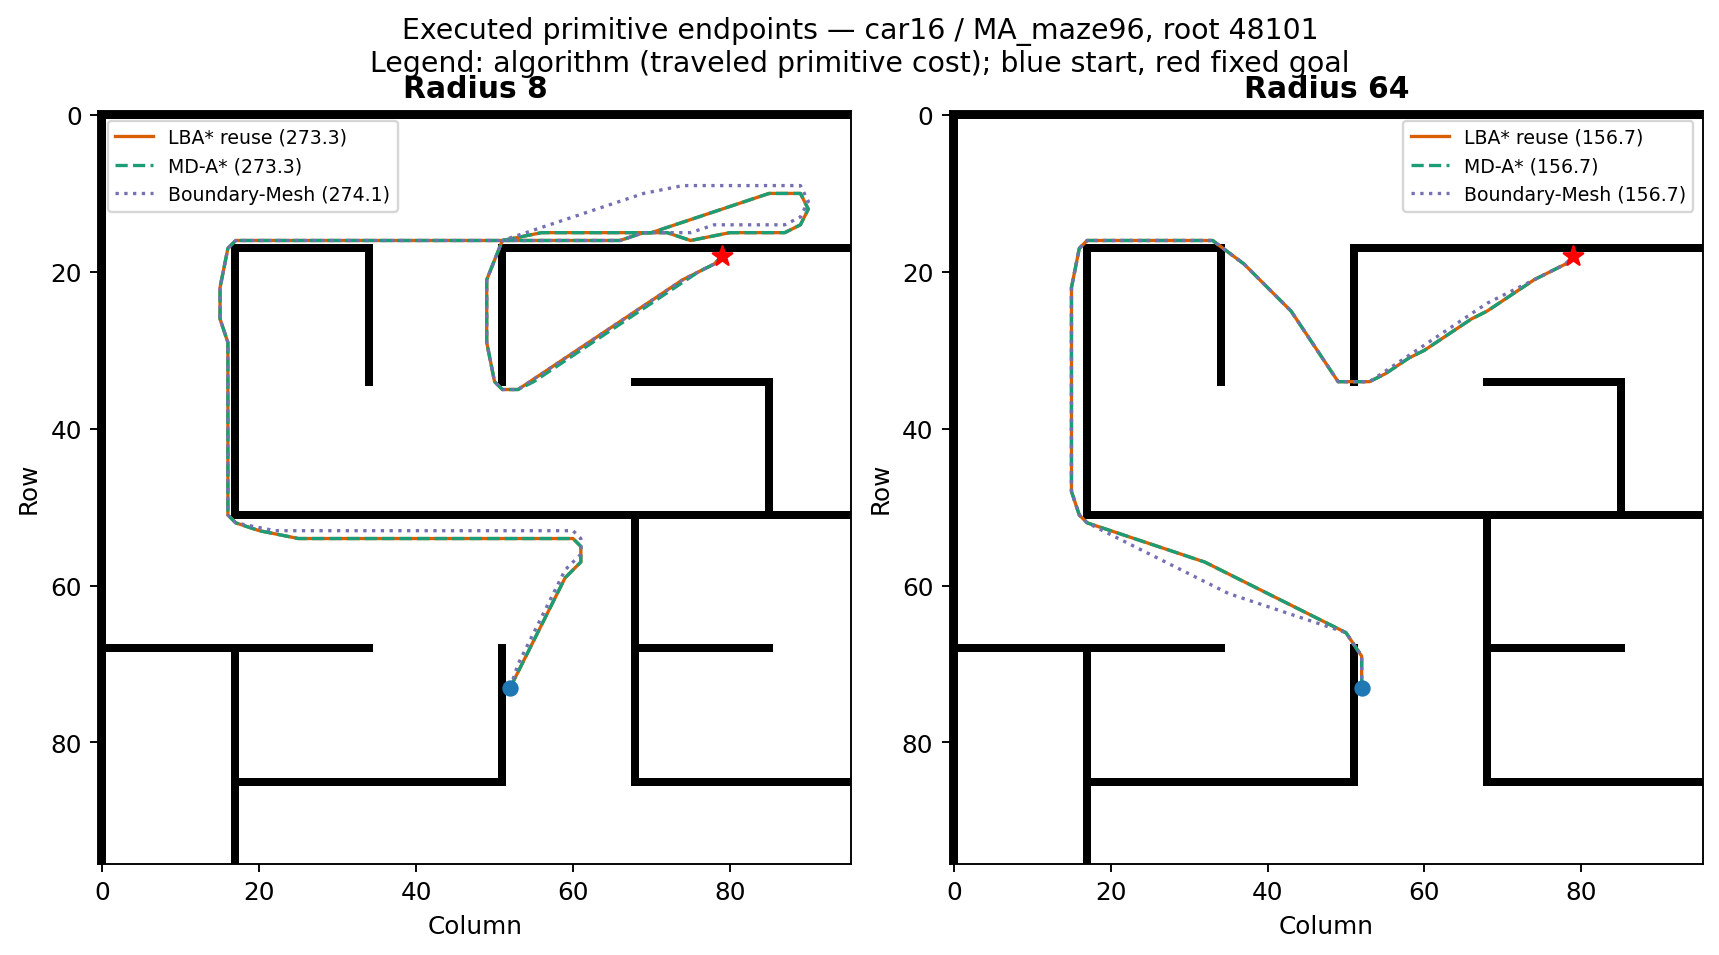 Executed primitive endpoints — car16 / MA_maze96, root 48101
Legend: algorithm (traveled primitive cost); blue start, red fixed goal
Radius 8
LBA* reuse (273.3)
MD-A* (273.3)
Boundary-Mesh (274.1)
0
20
40
60
80
Row
0
20
40
60
80
Column
Radius 64
LBA* reuse (156.7)
MD-A* (156.7)
Boundary-Mesh (156.7)
0
20
40
60
80
Row
0
20
40
60
80
Column